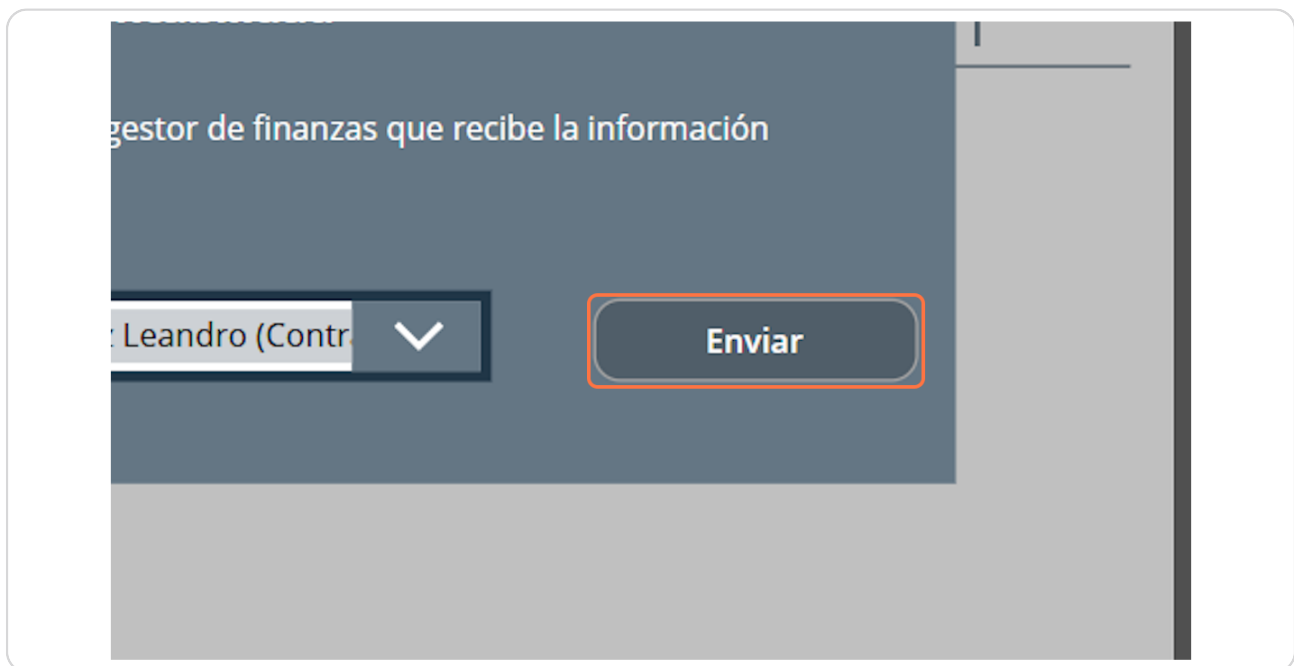 gestor de finanzas que recibe la información
Leandro (Contr
Enviar